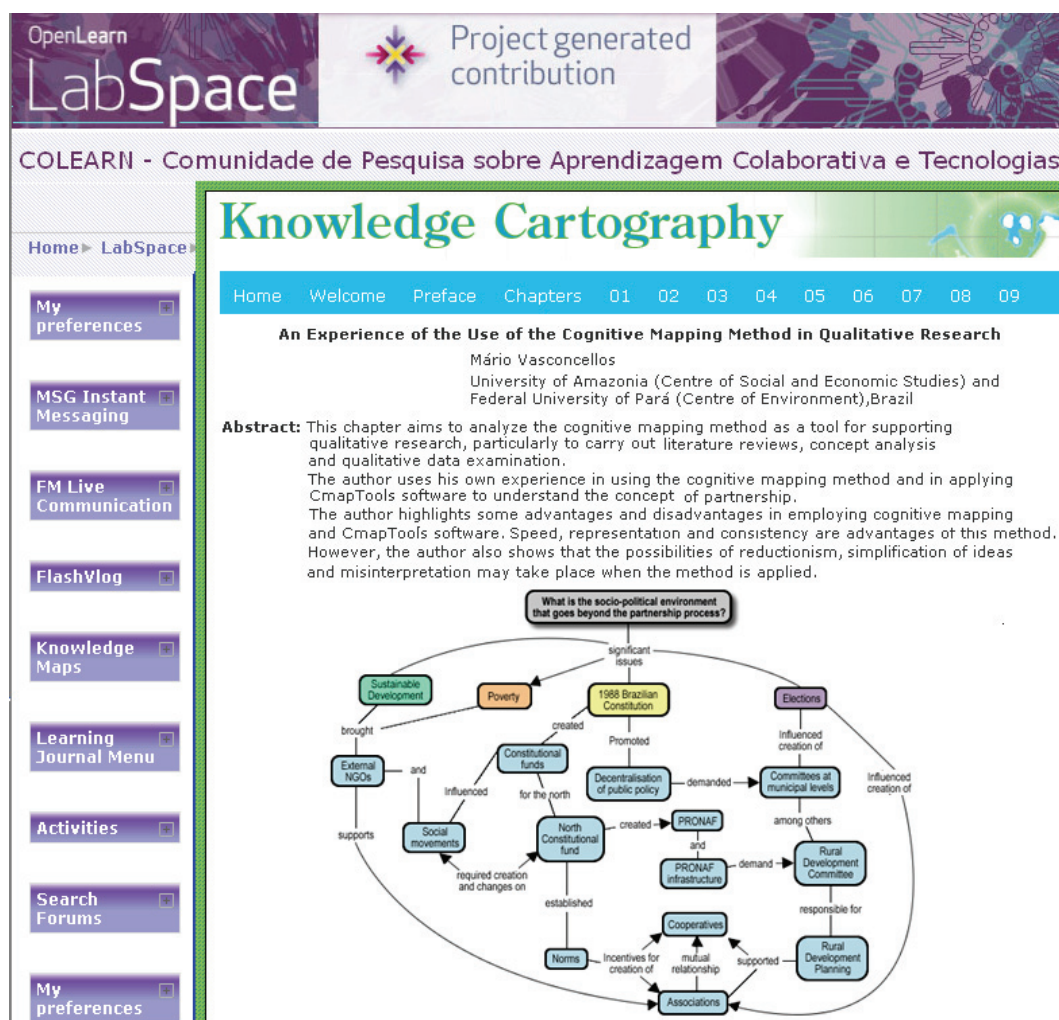 OpenLearn
LabSpace
Project generated
contribution
COLEARN - Comunidade de Pesquisa sobre Aprendizagem Colaborativa e Tecnologias
Home LabSpace
My
preferences
MSG Instant
Messaging
FM Live
Communication
FlashVlog
Knowledge
Maps
Learning
Journal Menu
Activities
Search
Forums
My
preferences
Knowledge Cartography
Home Welcome Preface Chapters 01 02 03 04 05 06 07 08 09
An Experience of the Use of the Cognitive Mapping Method in Qualitative Research
Mário Vasconcellos
University of Amazonia (Centre of Social and Economic Studies) and
Federal University of Pará (Centre of Environment),Brazil
Abstract: This chapter aims to analyze the cognitive mapping method as a tool for supporting
qualitative research, particularly to carry out literature reviews, concept analysis
and qualitative data examination.
The author uses his own experience in using the cognitive mapping method and in applying
CmapTools software to understand the concept of partnership.
The author highlights some advantages and disadvantages in employing cognitive mapping
and CmapTools software. Speed, representation and consistency are advantages of this method.
However, the author also shows that the possibilities of reductionism, simplification of ideas
and misinterpretation may take place when the method is applied.
What is the socio-political environment
that goes beyond the partnership process?
significant
issues
Sustainable
Development
Poverty
1988 Brazilian
Constitution
Elections
brought
created
Promoted
Influenced
creation of
External
NGOs
and
Constitutional
funds
Decentralisation
of public policy
demanded
Committees at
municipal levels
Influenced
creation of
Influenced
for the north
supports
Social
movements
North
Constitutional
fund
created
PRONAF
among others
and
PRONAF
infrastructure
demand
Rural
Development
Committee
required creation
and changes on
established
responsible for
Cooperatives
Norms
Incentives for
creation of
mutual
relationship
supported
Rural
Development
Planning
Associations